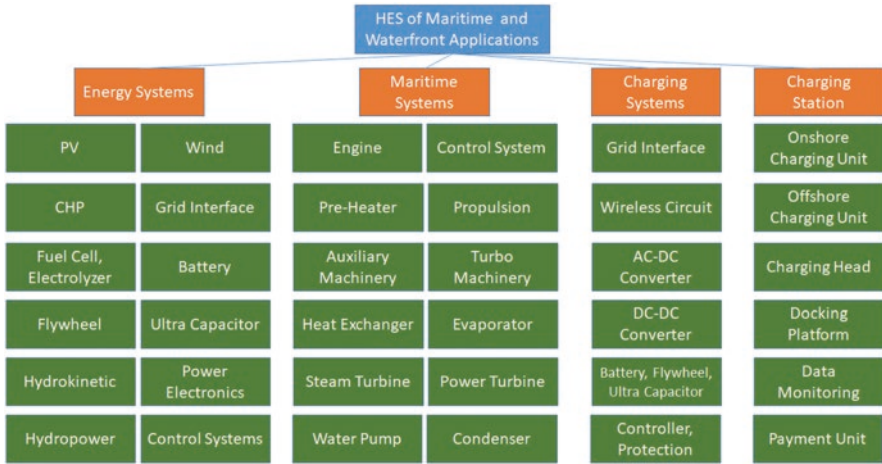 HES of Maritime and
Waterfront Applications
Energy Systems
Maritime
Systems
Charging
Systems
Charging
Station
PV
Wind
CHP
Grid Interface
Fuel Cell,
Electrolyzer
Battery
Flywheel
Ultra Capacitor
Hydrokinetic
Power
Electronics
Hydropower
Control Systems
Engine
Control System
Pre-Heater
Propulsion
Auxiliary
Machinery
Turbo
Machinery
Heat Exchanger
Evaporator
Steam Turbine
Power Turbine
Water Pump
Condenser
Grid Interface
Wireless Circuit
AC-DC
Converter
DC-DC
Converter
Battery, Flywheel,
Ultra Capacitor
Controller,
Protection
Onshore
Charging Unit
Offshore
Charging Unit
Charging Head
Docking
Platform
Data
Monitoring
Payment Unit